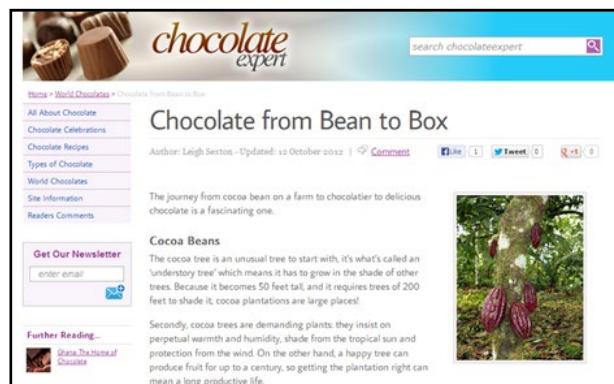 chocolate
expert
search chocolateexpert
Home > World Chocolates > Chocolate from Bean to Box
All About Chocolate
Chocolate Celebrations
Chocolate Recipes
Types of Chocolate
World Chocolates
Site Information
Readers Comments
Get Our Newsletter
enter email
Further Reading...
Ghana: The Home of
Chocolate
Chocolate from Bean to Box
Author: Leigh Sexton - Updated: 12 October 2012 | Comment
Like 1 Tweet 0 +1 0
The journey from cocoa bean on a farm to chocolatier to delicious
chocolate is a fascinating one.
Cocoa Beans
The cocoa tree is an unusual tree to start with, it's what's called an
'understory tree' which means it has to grow in the shade of other
trees. Because it becomes 50 feet tall, and it requires trees of 200
feet to shade it, cocoa plantations are large places!
Secondly, cocoa trees are demanding plants: they insist on
perpetual warmth and humidity, shade from the tropical sun and
protection from the wind. On the other hand, a happy tree can
produce fruit for up to a century, so getting the plantation right can
mean a long productive life.